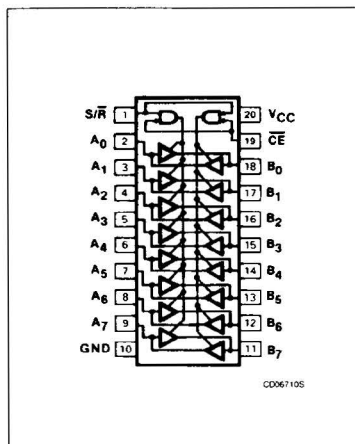 S/R̅ 1 20 VCC
A0 2 19 C̅E̅
A1 3 18 B0
A2 4 17 B1
A3 5 16 B2
A4 6 15 B3
A5 7 14 B4
A6 8 13 B5
A7 9 12 B6
GND 10 11 B7
CD06710S